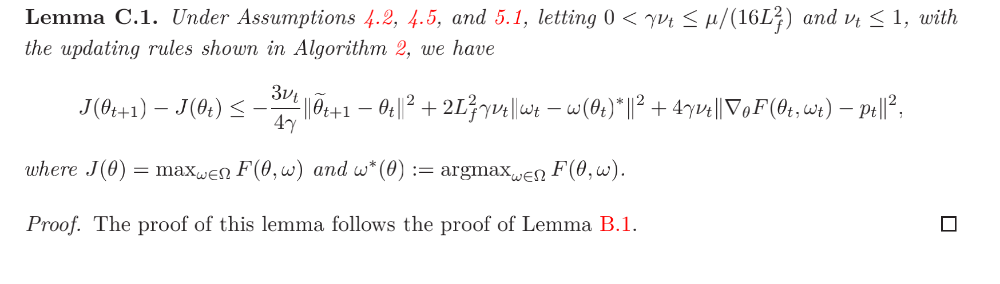 Lemma C.1. Under Assumptions 4.2, 4.5, and 5.1, letting $0 < \gamma\nu_t \leq \mu/(16L_f^2)$ and $\nu_t \leq 1$, with
the updating rules shown in Algorithm 2, we have
$J(\theta_{t+1}) - J(\theta_t) \leq -\frac{3\nu_t}{4\gamma}\|\widetilde{\theta}_{t+1} - \theta_t\|^2 + 2L_f^2\gamma\nu_t\|\omega_t - \omega(\theta_t)^*\|^2 + 4\gamma\nu_t\|\nabla_\theta F(\theta_t, \omega_t) - p_t\|^2,$
where $J(\theta) = \max_{\omega\in\Omega} F(\theta, \omega)$ and $\omega^*(\theta) := \operatorname{argmax}_{\omega\in\Omega} F(\theta, \omega)$.
Proof. The proof of this lemma follows the proof of Lemma B.1. □